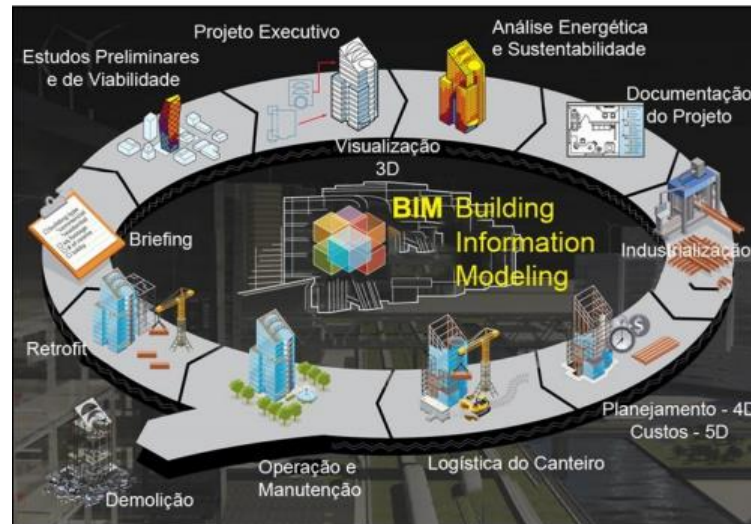 Projeto Executivo
Análise Energética
e Sustentabilidade
Estudos Preliminares
e de Viabilidade
Documentação
do Projeto
Visualização
3D
BIM Building
Information
Modeling
Briefing
Industrialização
Retrofit
Planejamento - 4D
Custos - 5D
Logística do Canteiro
Operação e
Manutenção
Demolição